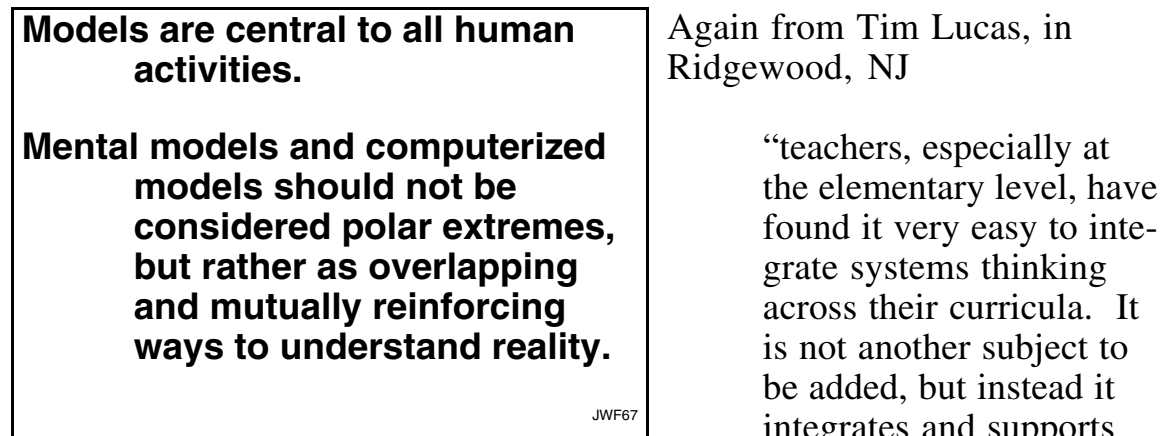 Models are central to all human
activities.
Mental models and computerized
models should not be
considered polar extremes,
but rather as overlapping
and mutually reinforcing
ways to understand reality.
JWF67
Again from Tim Lucas, in
Ridgewood, NJ
“teachers, especially at
the elementary level, have
found it very easy to inte-
grate systems thinking
across their curricula. It
is not another subject to
be added, but instead it
integrates and supports